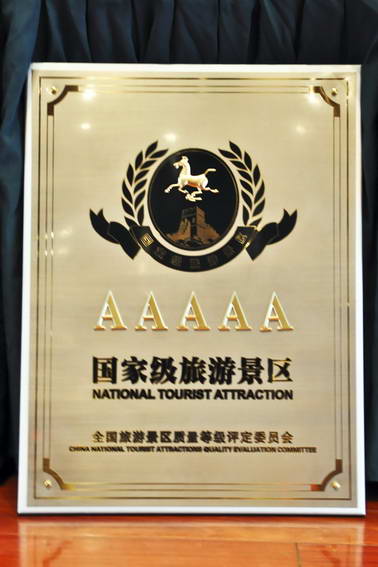 AAAAA
国家级旅游景区
NATIONAL TOURIST ATTRACTION
全国旅游景区质量等级评定委员会
CHINA NATIONAL TOURIST ATTRACTIONS QUALITY EVALUATION COMMITTEE